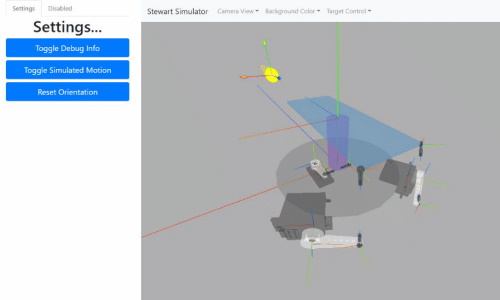 Settings
Disabled
Settings...
Toggle Debug Info
Toggle Simulated Motion
Reset Orientation
Stewart Simulator
Camera View
Background Color
Target Control